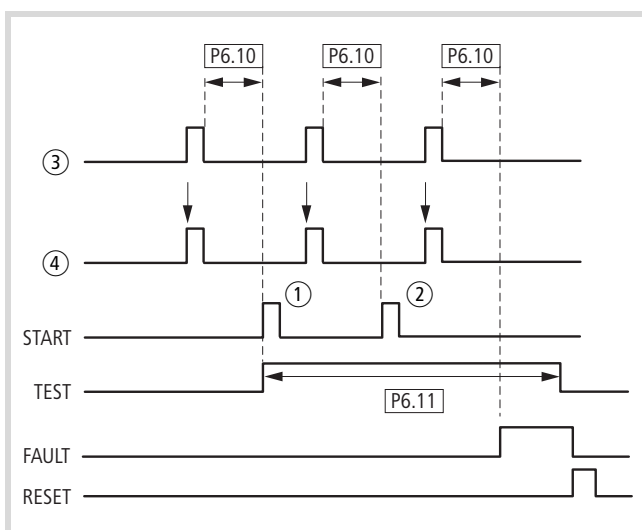 P6.10 P6.10 P6.10
③
④
① ②
START
TEST
P6.11
FAULT
RESET